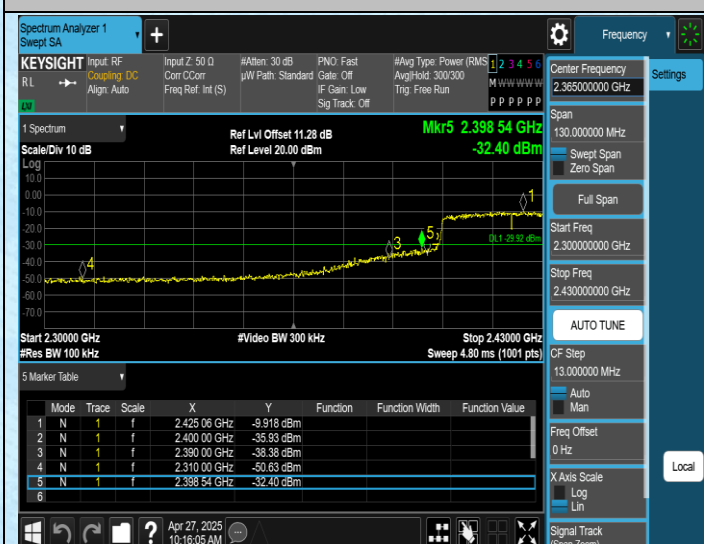 Spectrum Analyzer 1
Swept SA
Frequency
KEYSIGHT
RL
LXI
Input: RF
Coupling: DC
Align: Auto
Input Z: 50 Ω
Corr CCorr
Freq Ref: Int (S)
#Atten: 30 dB
µW Path: Standard
PNO: Fast
Gate: Off
IF Gain: Low
Sig Track: Off
#Avg Type: Power (RMS
Avg|Hold: 300/300
Trig: Free Run
1 2 3 4 5 6
M W W W W W
P P P P P P
1 Spectrum
Scale/Div 10 dB
Ref Lvl Offset 11.28 dB
Ref Level 20.00 dBm
Mkr5 2.398 54 GHz
-32.40 dBm
Log
10.0
0.00
-10.0
-20.0
-30.0
-40.0
-50.0
-60.0
-70.0
1
5
3
4
DL1 -29.92 dBm
Start 2.30000 GHz
#Res BW 100 kHz
#Video BW 300 kHz
Stop 2.43000 GHz
Sweep 4.80 ms (1001 pts)
5 Marker Table
Mode Trace Scale X Y Function Function Width Function Value
1 N 1 f 2.425 06 GHz -9.918 dBm
2 N 1 f 2.400 00 GHz -35.93 dBm
3 N 1 f 2.390 00 GHz -38.38 dBm
4 N 1 f 2.310 00 GHz -50.63 dBm
5 N 1 f 2.398 54 GHz -32.40 dBm
6
?
Apr 27, 2025
10:16:05 AM
Center Frequency
2.365000000 GHz
Settings
Span
130.000000 MHz
Swept Span
Zero Span
Full Span
Start Freq
2.300000000 GHz
Stop Freq
2.430000000 GHz
AUTO TUNE
CF Step
13.000000 MHz
Auto
Man
Freq Offset
0 Hz
Local
X Axis Scale
Log
Lin
Signal Track
(Span Zoom)